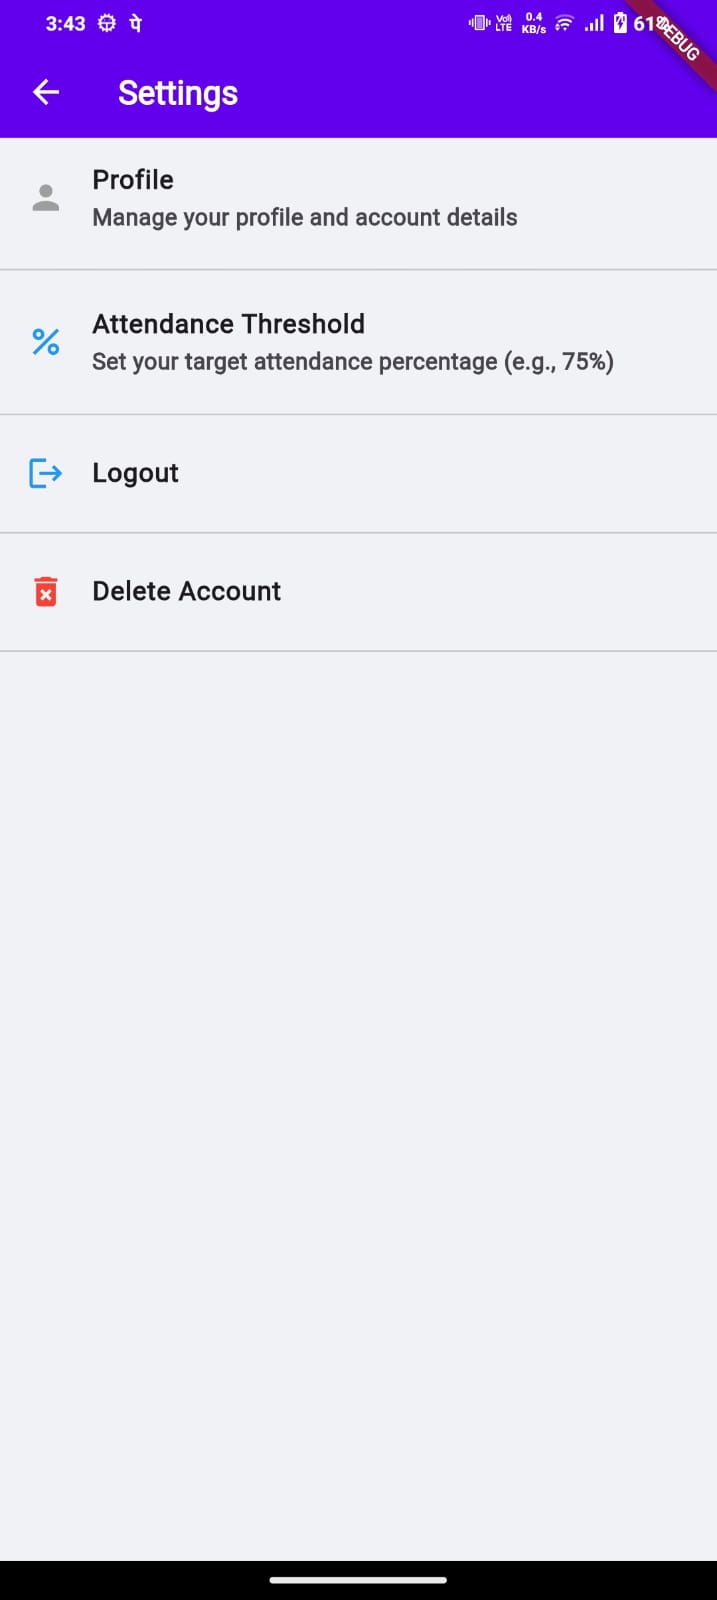 3:43 पे Vo) LTE 0.4 KB/s 61% DEBUG
Settings
Profile
Manage your profile and account details
Attendance Threshold
Set your target attendance percentage (e.g., 75%)
Logout
Delete Account